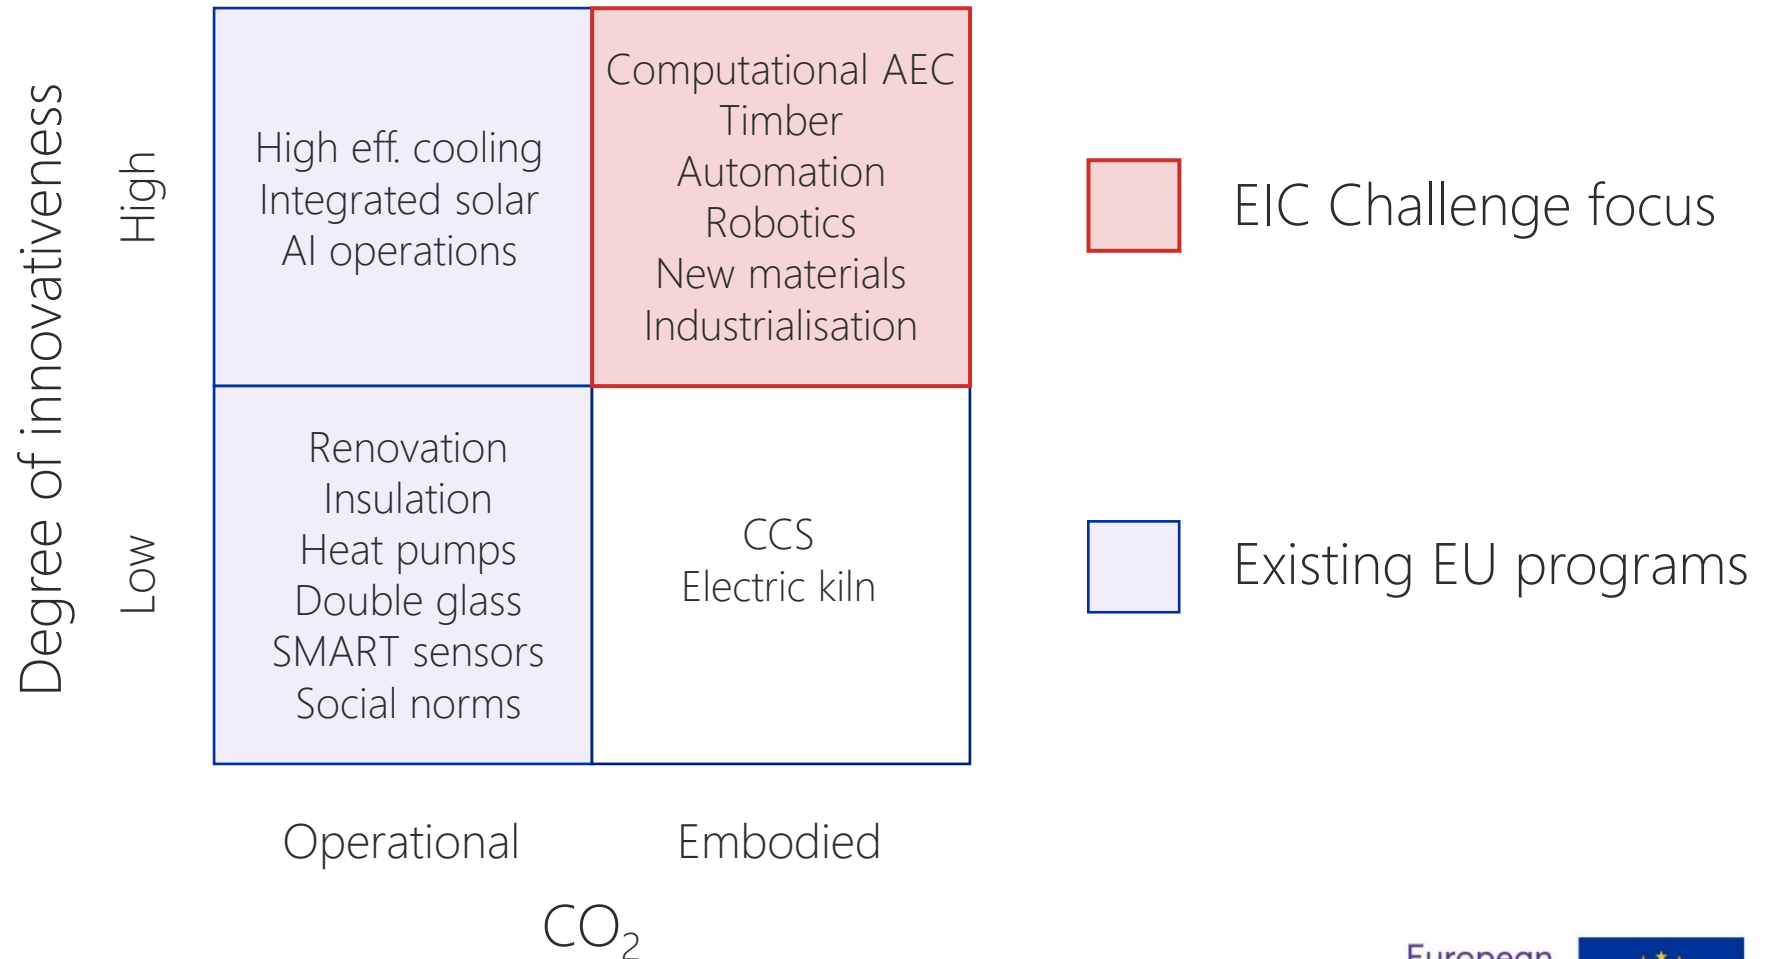 Degree of innovativeness
High
Low
High eff. cooling
Integrated solar
AI operations
Computational AEC
Timber
Automation
Robotics
New materials
Industrialisation
Renovation
Insulation
Heat pumps
Double glass
SMART sensors
Social norms
CCS
Electric kiln
Operational
Embodied
CO₂
EIC Challenge focus
Existing EU programs
European